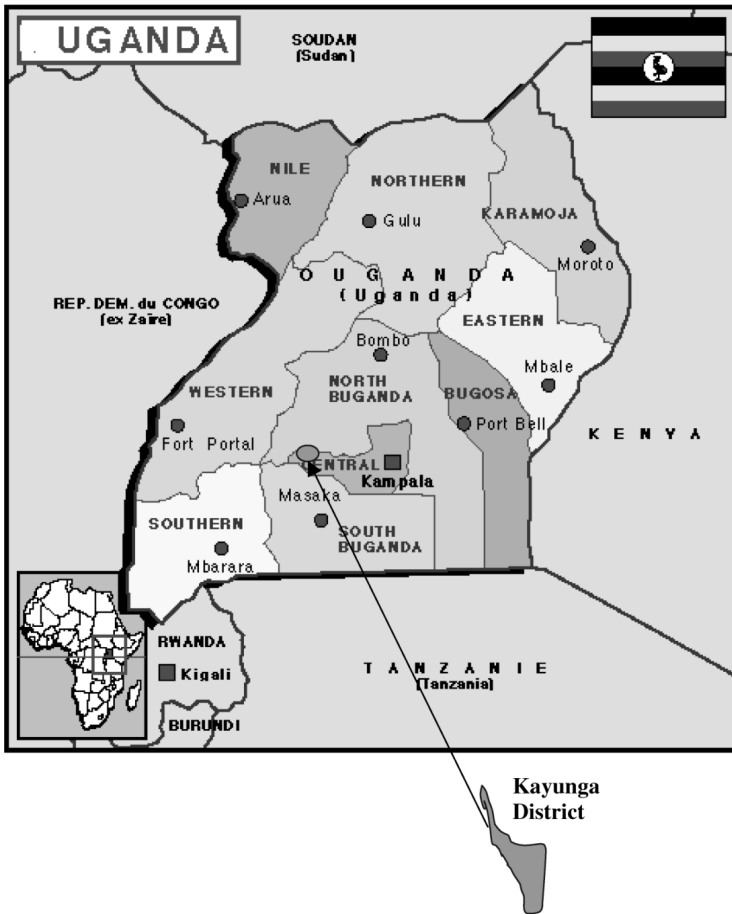 UGANDA
SOUDAN
(Sudan)
NILE
Arua
NORTHERN
Gulu
KARAMOJA
Moroto
O U G A N D A
(Uganda)
REP. DEM. du CONGO
(ex Zaïre)
EASTERN
Mbale
Bombo
NORTH
BUGANDA
WESTERN
Fort Portal
BUGOSA
Port Bell
K E N Y A
CENTRAL
Kampala
Masaka
SOUTHERN
Mbarara
SOUTH
BUGANDA
RWANDA
Kigali
BURUNDI
T A N Z A N I E
(Tanzania)
Kayunga
District